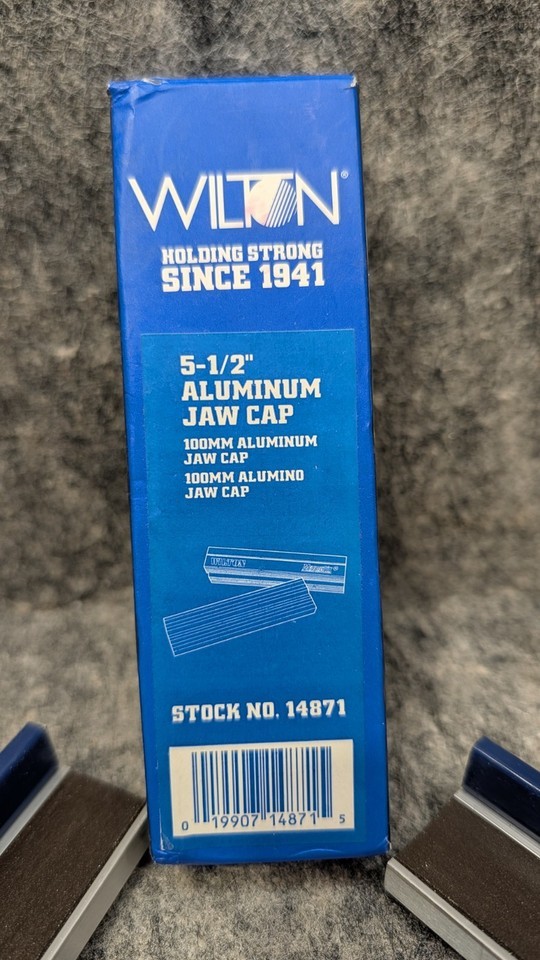 WILTON®
HOLDING STRONG
SINCE 1941
5-1/2"
ALUMINUM
JAW CAP
100MM ALUMINUM
JAW CAP
100MM ALUMINO
JAW CAP
WILTON
STOCK NO. 14871
0 19907 14871 5